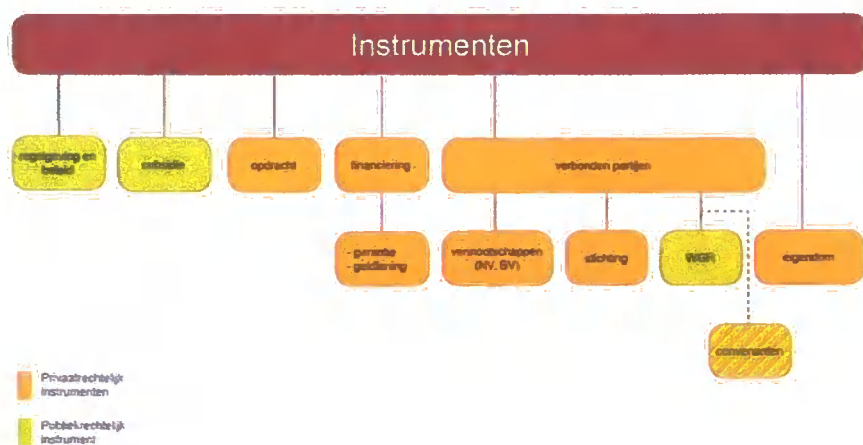 Instrumenten
regelgeving en
beleid
subsidie
opdracht
financiering
verbonden partijen
- garantie
- geldlening
vennootschappen
(NV, BV)
stichting
WGR
eigendom
convenanten
Privaatrechtelijk
instrumenten
Publiekrechtelijk
instrument